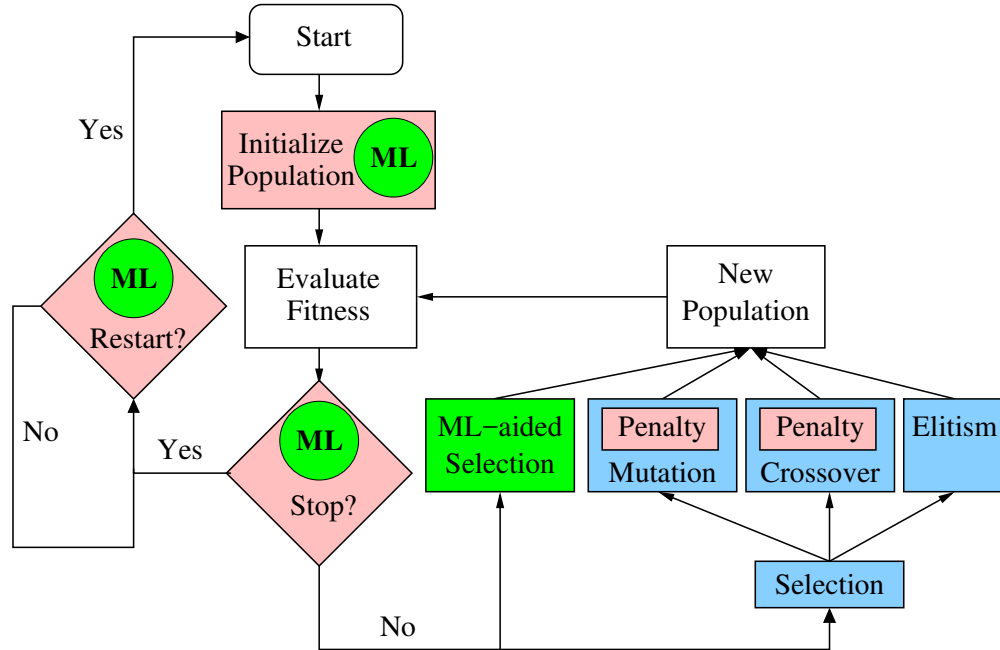 Start
Yes
Initialize
Population
ML
ML
Restart?
Evaluate
Fitness
New
Population
No
Yes
ML
Stop?
ML−aided
Selection
Penalty
Mutation
Penalty
Crossover
Elitism
Selection
No